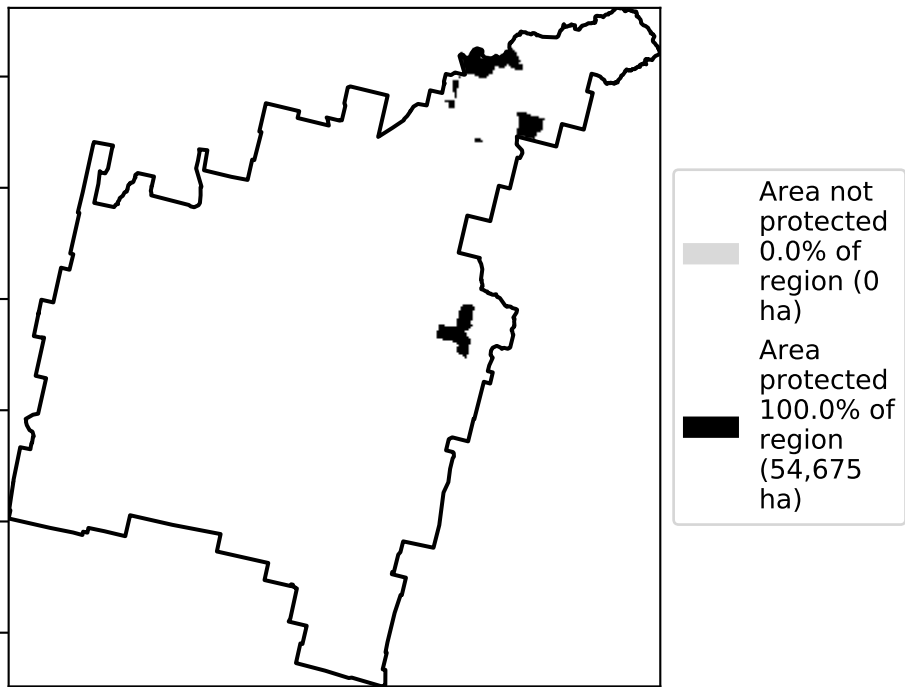 Area not
protected
0.0% of
region (0
ha)
Area
protected
100.0% of
region
(54,675
ha)